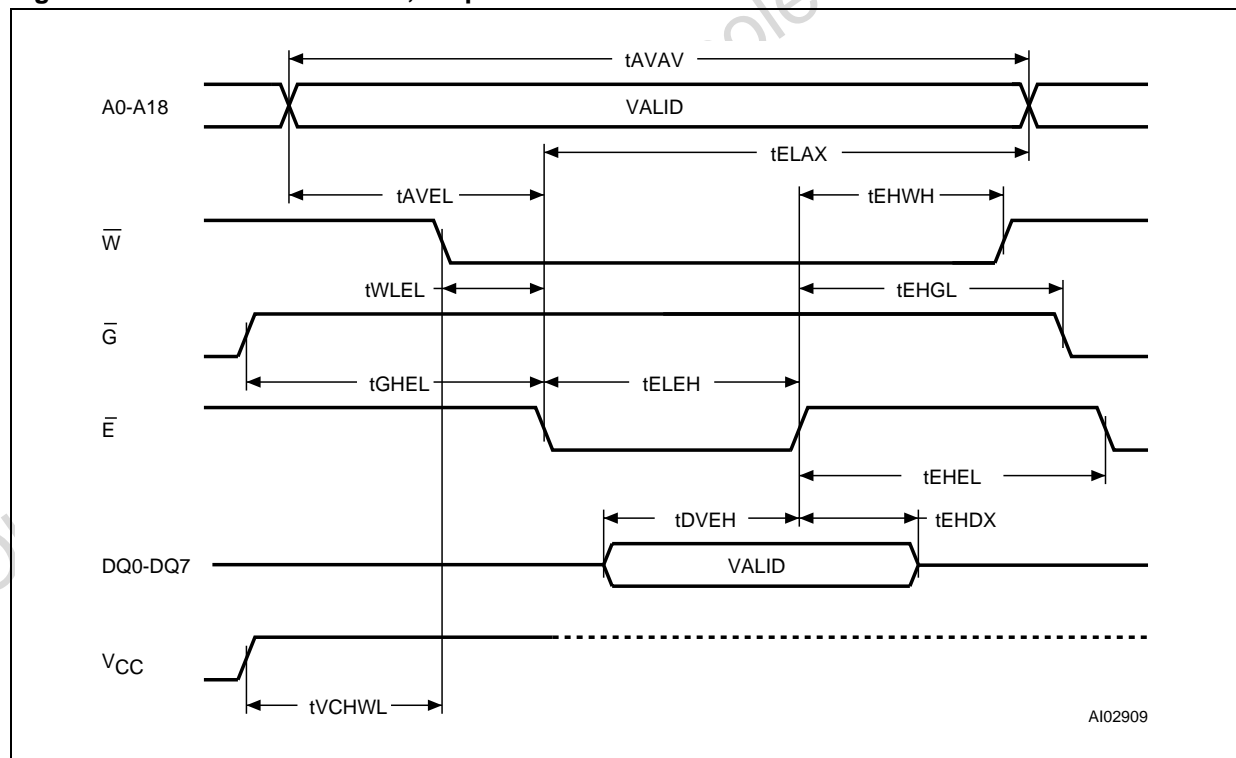 tAVAV
A0-A18
VALID
tELAX
tAVEL
tEHWH
W̅
tWLEL
tEHGL
G̅
tGHEL
tELEH
E̅
tEHEL
tDVEH
tEHDX
DQ0-DQ7
VALID
VCC
tVCHWL
AI02909